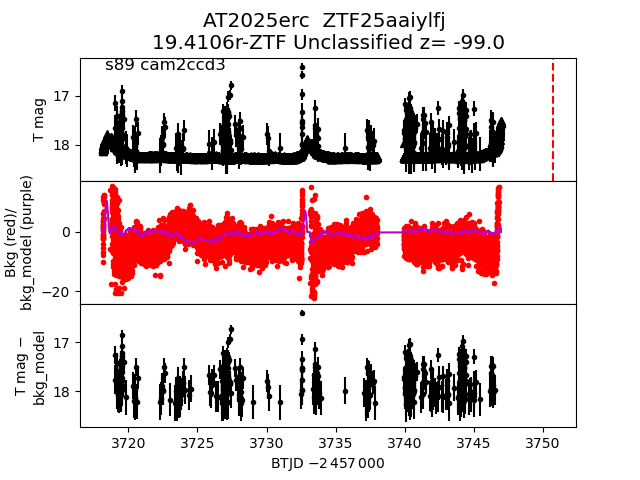 AT2025erc  ZTF25aaiylfj
19.4106r-ZTF Unclassified z= -99.0
s89 cam2ccd3
T mag
17
18
Bkg (red)/
bkg_model (purple)
0
−20
T mag −
bkg_model
17
18
3720 3725 3730 3735 3740 3745 3750
BTJD −2 457 000